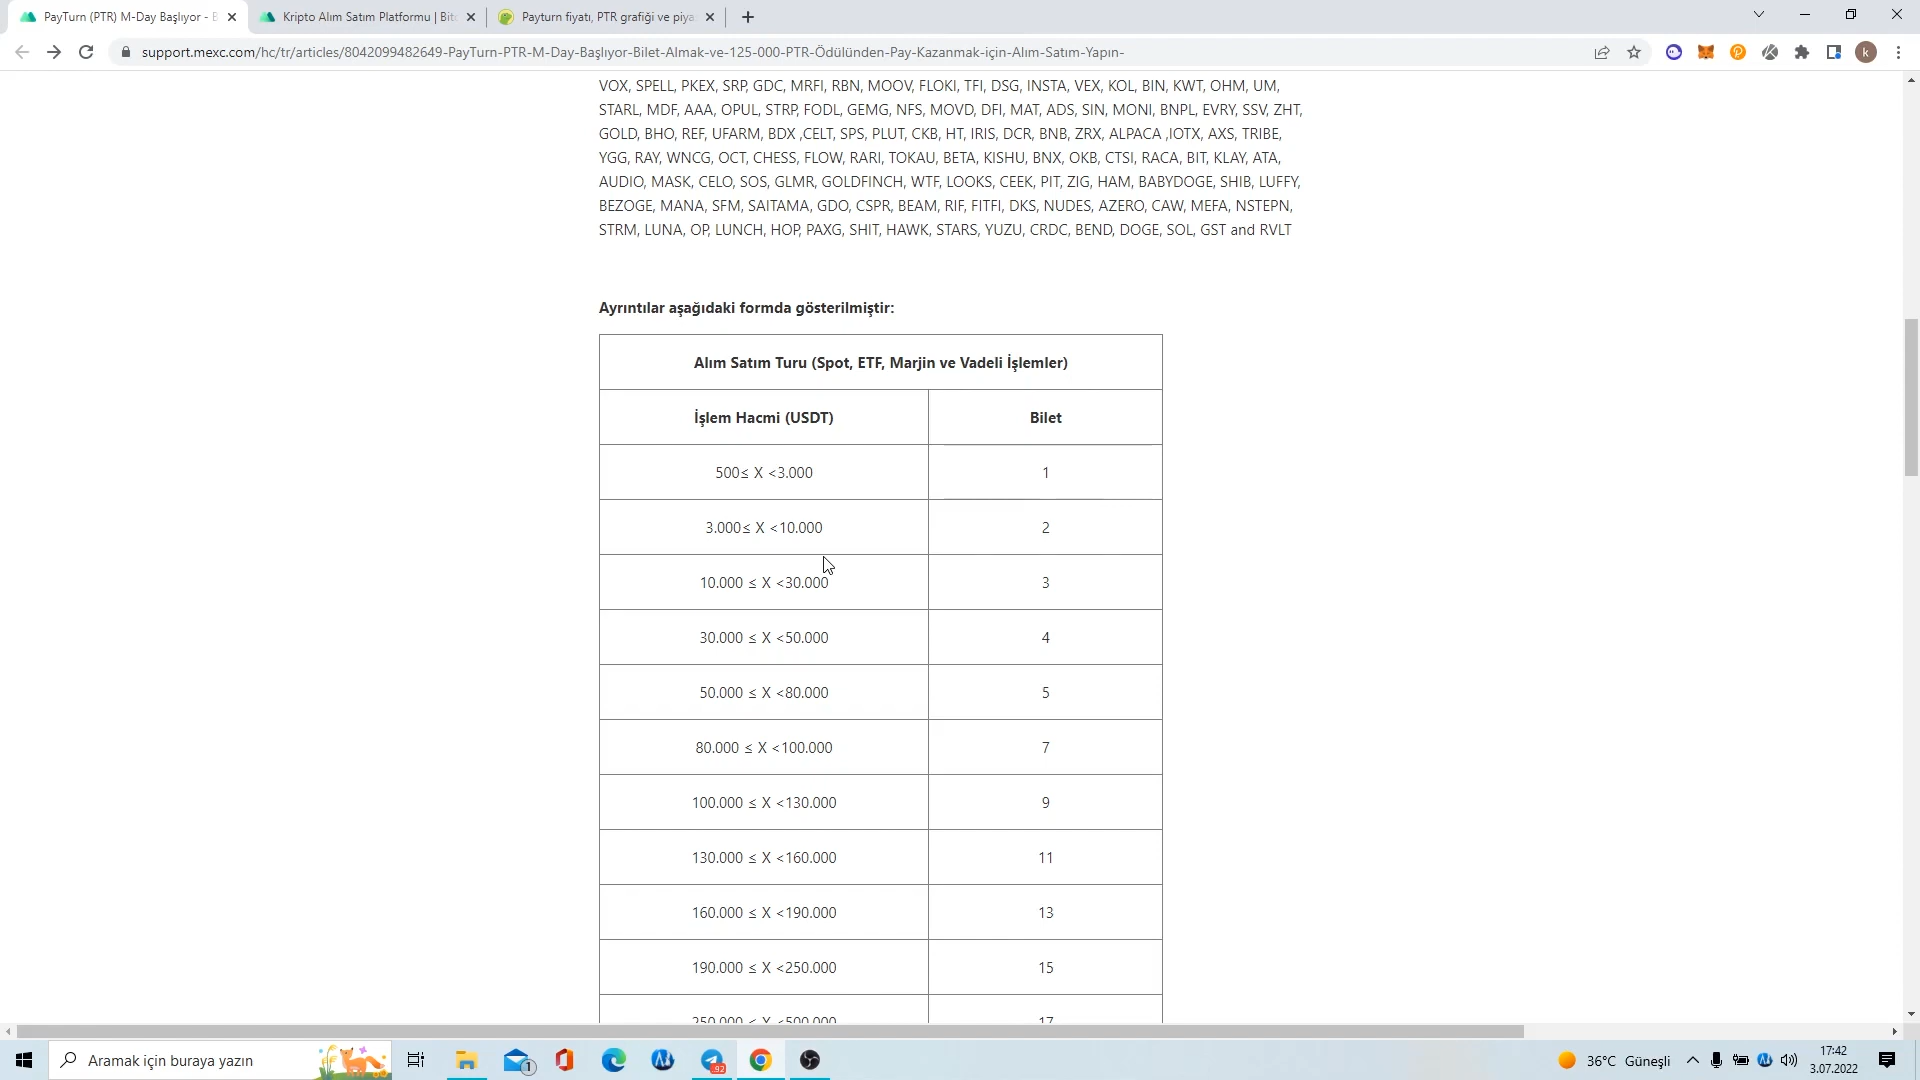 PayTurn (PTR) M-Day Başlıyor - B
Kripto Alım Satım Platformu | Bitc
Payturn fiyatı, PTR grafiği ve piya
support.mexc.com/hc/tr/articles/8042099482649-PayTurn-PTR-M-Day-Başlıyor-Bilet-Almak-ve-125-000-PTR-Ödülünden-Pay-Kazanmak-için-Alım-Satım-Yapın-
k
VOX, SPELL, PKEX, SRP, GDC, MRFI, RBN, MOOV, FLOKI, TFI, DSG, INSTA, VEX, KOL, BIN, KWT, OHM, UM,
STARL, MDF, AAA, OPUL, STRP, FODL, GEMG, NFS, MOVD, DFI, MAT, ADS, SIN, MONI, BNPL, EVRY, SSV, ZHT,
GOLD, BHO, REF, UFARM, BDX ,CELT, SPS, PLUT, CKB, HT, IRIS, DCR, BNB, ZRX, ALPACA ,IOTX, AXS, TRIBE,
YGG, RAY, WNCG, OCT, CHESS, FLOW, RARI, TOKAU, BETA, KISHU, BNX, OKB, CTSI, RACA, BIT, KLAY, ATA,
AUDIO, MASK, CELO, SOS, GLMR, GOLDFINCH, WTF, LOOKS, CEEK, PIT, ZIG, HAM, BABYDOGE, SHIB, LUFFY,
BEZOGE, MANA, SFM, SAITAMA, GDO, CSPR, BEAM, RIF, FITFI, DKS, NUDES, AZERO, CAW, MEFA, NSTEPN,
STRM, LUNA, OP, LUNCH, HOP, PAXG, SHIT, HAWK, STARS, YUZU, CRDC, BEND, DOGE, SOL, GST and RVLT
Ayrıntılar aşağıdaki formda gösterilmiştir:
Alım Satım Turu (Spot, ETF, Marjin ve Vadeli İşlemler)
İşlem Hacmi (USDT) Bilet
500≤ X <3.000 1
3.000≤ X <10.000 2
10.000 ≤ X <30.000 3
30.000 ≤ X <50.000 4
50.000 ≤ X <80.000 5
80.000 ≤ X <100.000 7
100.000 ≤ X <130.000 9
130.000 ≤ X <160.000 11
160.000 ≤ X <190.000 13
190.000 ≤ X <250.000 15
250.000 ≤ X <500.000 17
Aramak için buraya yazın
1
92
36°C Güneşli
17:42
3.07.2022